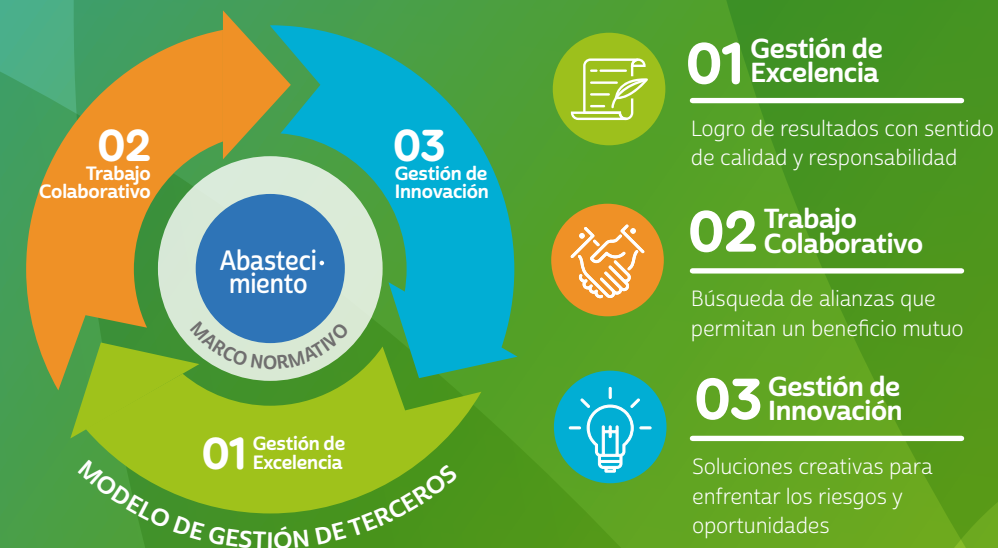 02
Trabajo
Colaborativo
03
Gestión de
Innovación
Abasteci·
miento
MARCO NORMATIVO
01 Gestión de
Excelencia
MODELO DE GESTIÓN DE TERCEROS
01 Gestión de
Excelencia
Logro de resultados con sentido
de calidad y responsabilidad
02 Trabajo
Colaborativo
Búsqueda de alianzas que
permitan un beneficio mutuo
03 Gestión de
Innovación
Soluciones creativas para
enfrentar los riesgos y
oportunidades